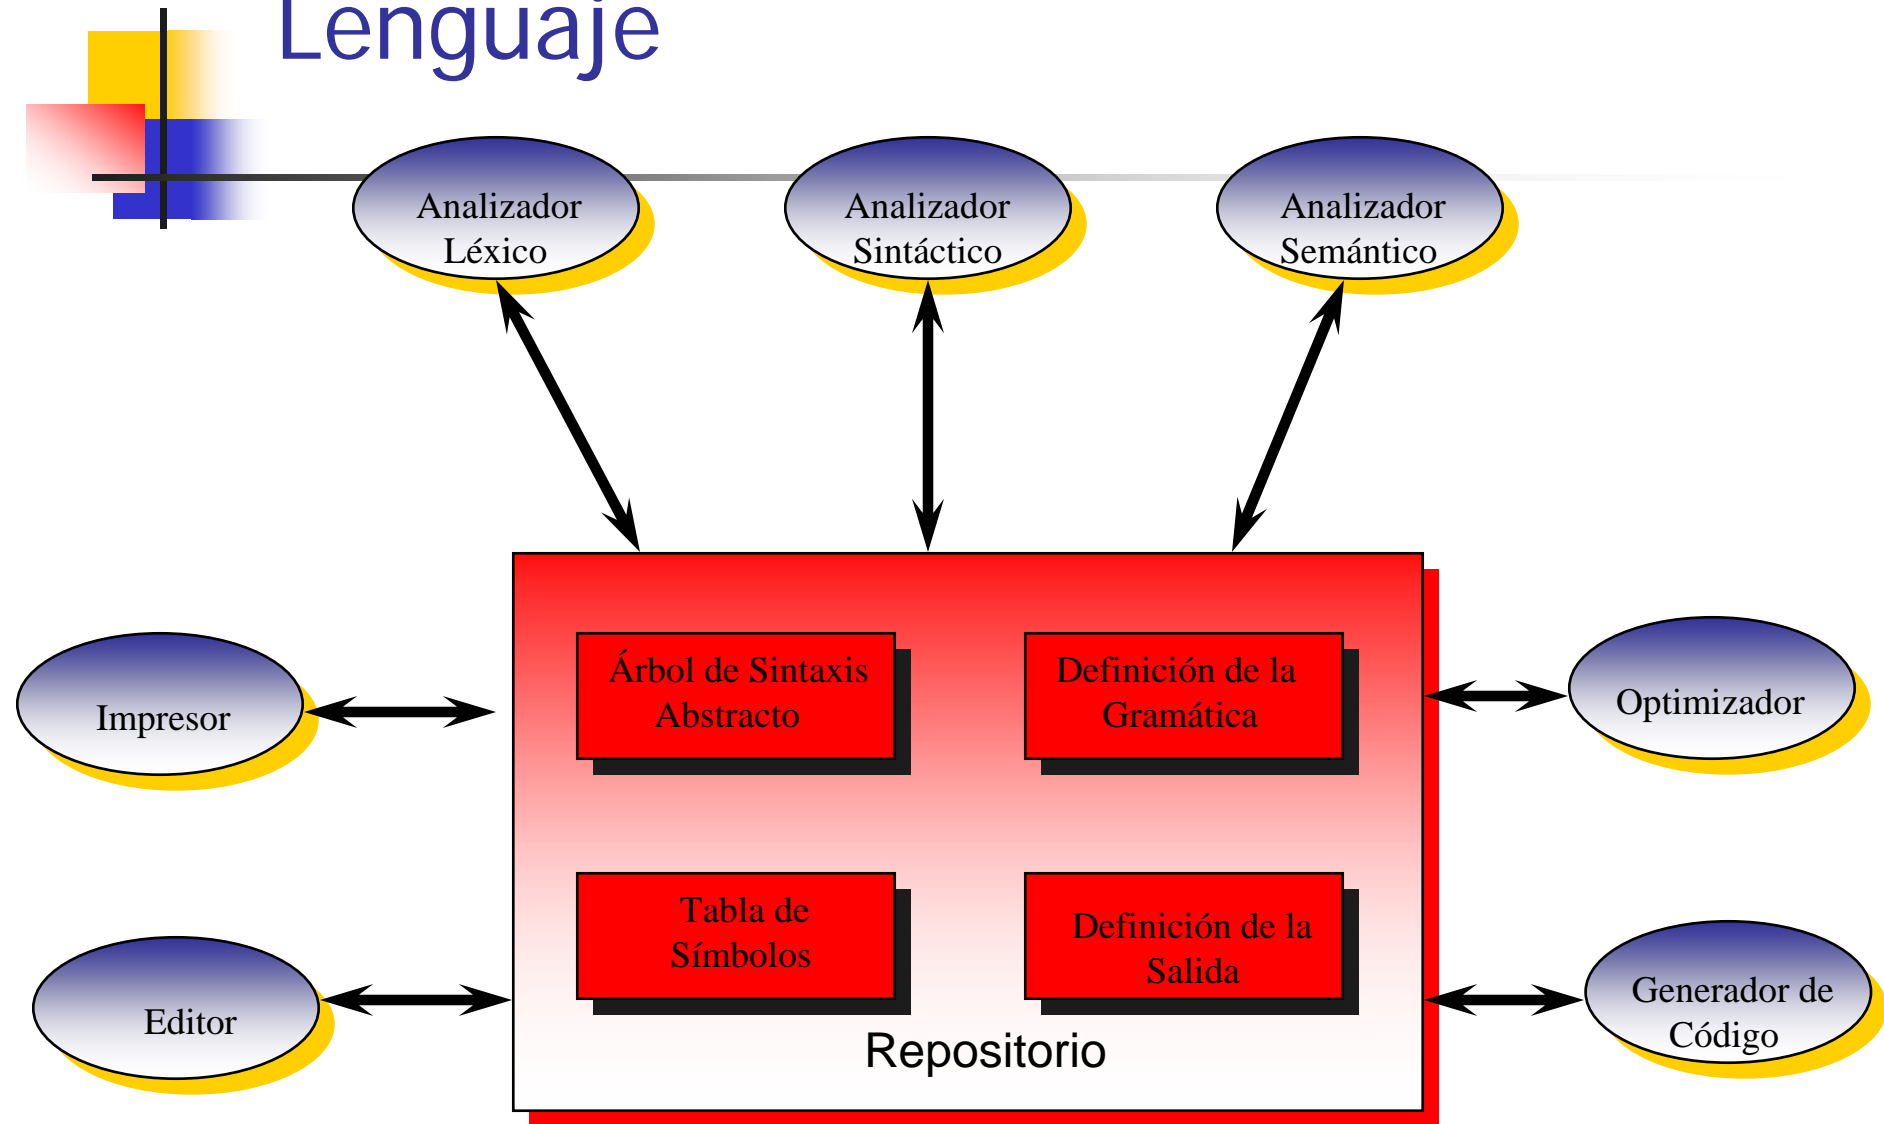 Lenguaje
Analizador
Léxico
Analizador
Sintáctico
Analizador
Semántico
Árbol de Sintaxis
Abstracto
Definición de la
Gramática
Impresor
Optimizador
Tabla de
Símbolos
Definición de la
Salida
Editor
Generador de
Código
Repositorio